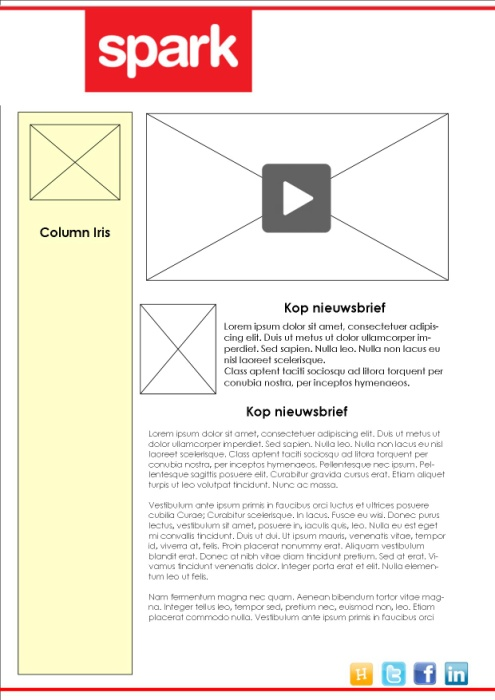 spark
Column Iris
Kop nieuwsbrief
Lorem ipsum dolor sit amet, consectetuer adipis-
cing elit. Duis ut metus ut dolor ullamcorper im-
perdiet. Sed sapien. Nulla leo. Nulla non lacus eu
nisl laoreet scelerisque.
Class aptent taciti sociosqu ad litora torquent per
conubia nostra, per inceptos hymenaeos.
Kop nieuwsbrief
Lorem ipsum dolor sit amet, consectetuer adipiscing elit. Duis ut metus ut
dolor ullamcorper imperdiet. Sed sapien. Nulla leo. Nulla non lacus eu nisl
laoreet scelerisque. Class aptent taciti sociosqu ad litora torquent per
conubia nostra, per inceptos hymenaeos. Pellentesque nec ipsum. Pel-
lentesque sagittis posuere elit. Curabitur gravida cursus erat. Etiam aliquet
turpis ut leo volutpat tincidunt. Nunc ac massa.
Vestibulum ante ipsum primis in faucibus orci luctus et ultrices posuere
cubilia Curae; Curabitur scelerisque. In lacus. Fusce eu wisi. Donec purus
lectus, vestibulum sit amet, posuere in, iaculis quis, leo. Nulla eu est eget
mi convallis tincidunt. Duis ut dui. Ut ipsum mauris, venenatis vitae, tempor
id, viverra at, felis. Proin placerat nonummy erat. Aliquam vestibulum
blandit erat. Donec at nibh vitae diam tincidunt pretium. Sed at erat. Vi-
vamus tincidunt venenatis dolor. Integer porta erat et elit. Nulla elemen-
tum leo ut felis.
Nam fermentum magna nec quam. Aenean bibendum tortor vitae mag-
na. Integer tellus leo, tempor sed, pretium nec, euismod non, leo. Etiam
placerat commodo nulla. Vestibulum ante ipsum primis in faucibus orci
H t f in